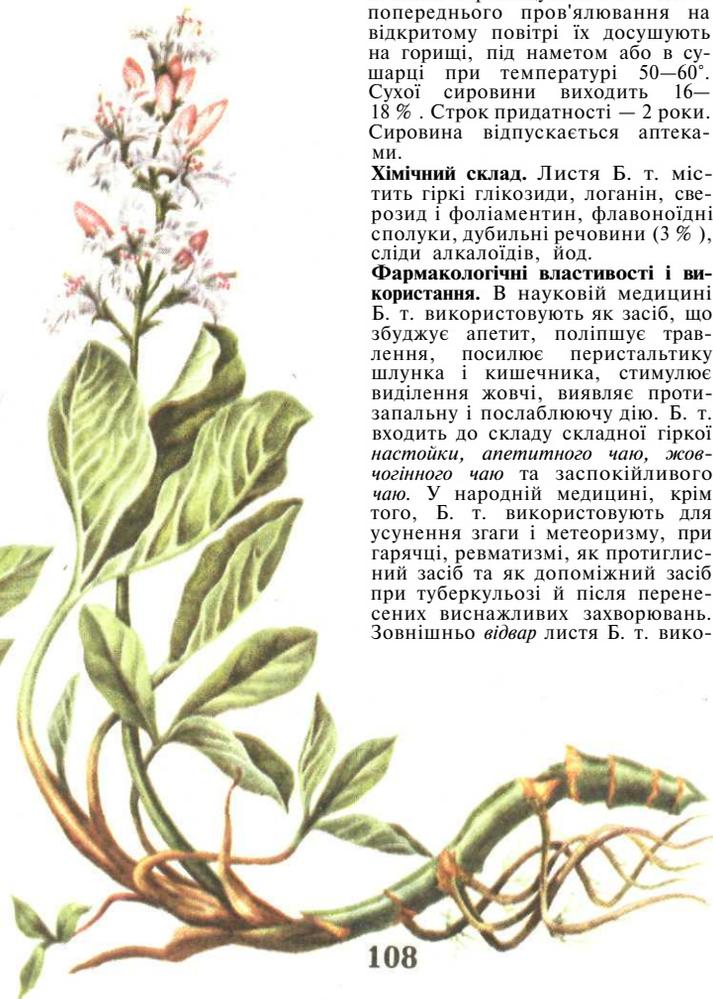 попереднього пров'ялювання на
відкритому повітрі їх досушують
на горищі, під наметом або в су-
шарці при температурі 50—60°.
Сухої сировини виходить 16—
18 % . Строк придатності — 2 роки.
Сировина відпускається аптека-
ми.
Хімічний склад. Листя Б. т. міс-
тить гіркі глікозиди, логанін, све-
розид і фоліаментин, флавоноїдні
сполуки, дубильні речовини (3 % ),
сліди алкалоїдів, йод.
Фармакологічні властивості і ви-
користання. В науковій медицині
Б. т. використовують як засіб, що
збуджує апетит, поліпшує трав-
лення, посилює перистальтику
шлунка і кишечника, стимулює
виділення жовчі, виявляє проти-
запальну і послаблюючу дію. Б. т.
входить до складу складної гіркої
настойки, апетитного чаю, жов-
чогінного чаю та заспокійливого
чаю. У народній медицині, крім
того, Б. т. використовують для
усунення згаги і метеоризму, при
гарячці, ревматизмі, як протиглис-
ний засіб та як допоміжний засіб
при туберкульозі й після перене-
сених виснажливих захворювань.
Зовнішньо відвар листя Б. т. вико-
108